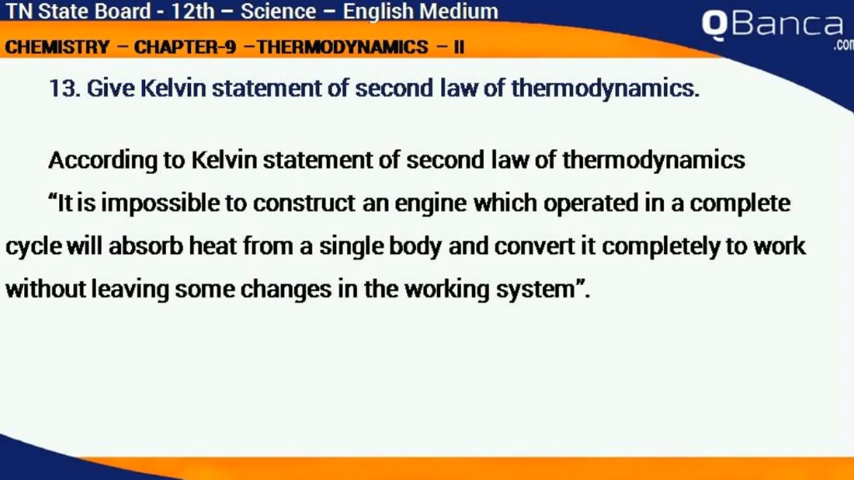 TN State Board - 12th – Science – English Medium
QBanca
.com
CHEMISTRY – CHAPTER-9 –THERMODYNAMICS – II
13. Give Kelvin statement of second law of thermodynamics.
According to Kelvin statement of second law of thermodynamics
“It is impossible to construct an engine which operated in a complete
cycle will absorb heat from a single body and convert it completely to work
without leaving some changes in the working system”.